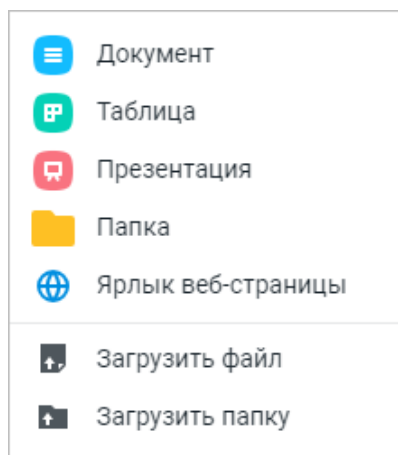 Документ
Таблица
Презентация
Папка
Ярлык веб-страницы
Загрузить файл
Загрузить папку